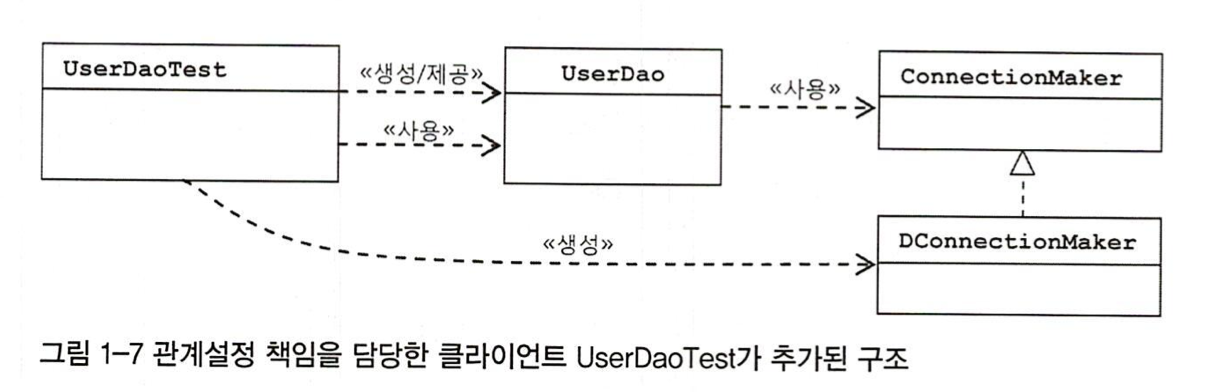 UserDaoTest
«생성/제공»
«사용»
UserDao
«사용»
ConnectionMaker
DConnectionMaker
«생성»
그림 1-7 관계설정 책임을 담당한 클라이언트 UserDaoTest가 추가된 구조